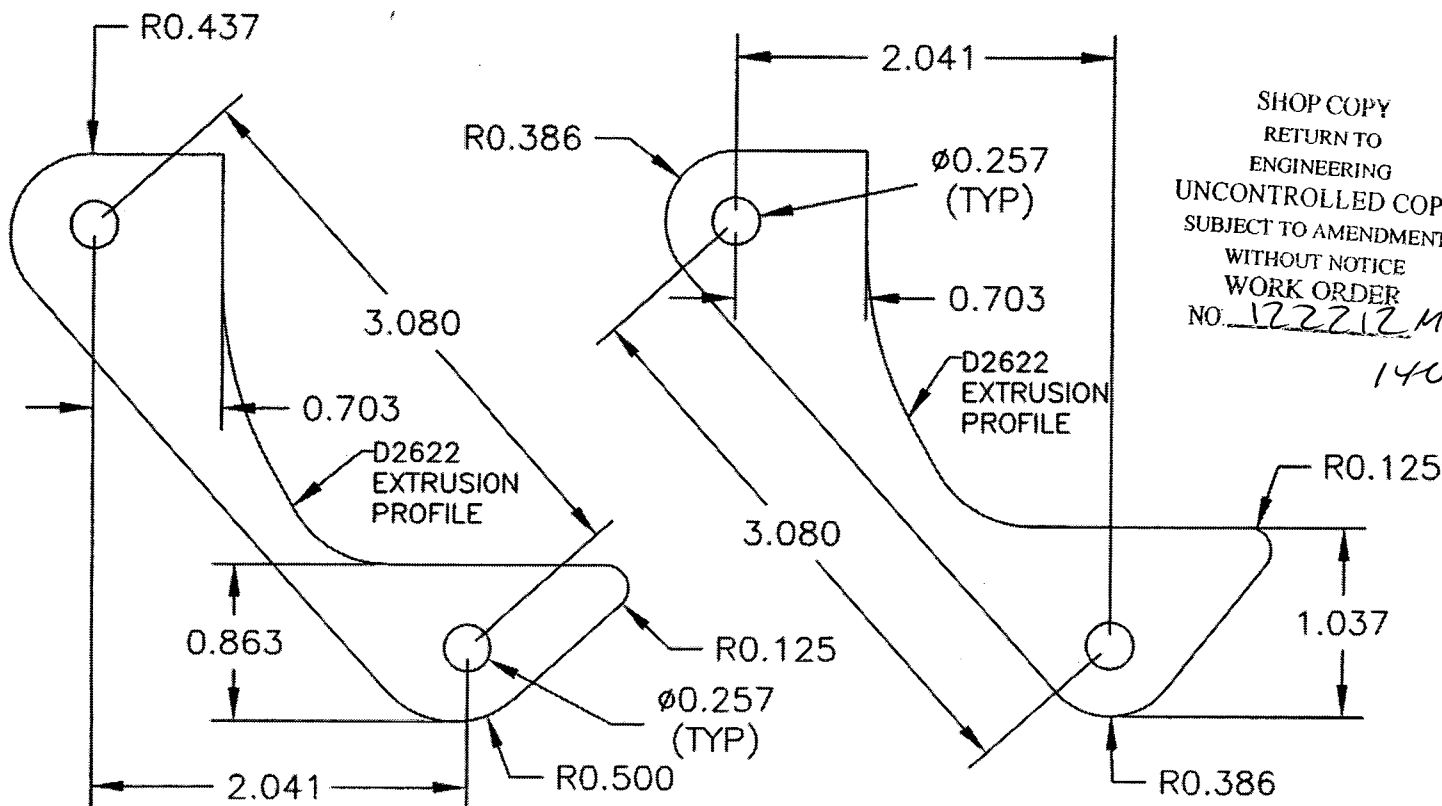 R0.437
2.041
R0.386
ø0.257
(TYP)
SHOP COPY
RETURN TO
ENGINEERING
UNCONTROLLED COP
SUBJECT TO AMENDMENT
WITHOUT NOTICE
WORK ORDER
NO. 122212 M
3.080
0.703
0.703
D2622
EXTRUSION
PROFILE
D2622
EXTRUSION
PROFILE
R0.125
3.080
0.863
1.037
R0.125
ø0.257
(TYP)
2.041
R0.500
R0.386